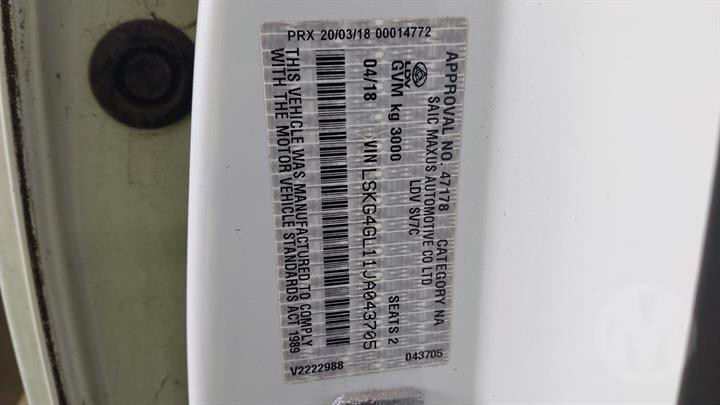 APPROVAL NO. 47178 CATEGORY NA
SAIC MAXUS AUTOMOTIVE CO LTD
LDV SV7C
LDV
GVM kg 3000 SEATS 2
04/18 VIN LSKG4GL11JA043705
THIS VEHICLE WAS MANUFACTURED TO COMPLY
WITH THE MOTOR VEHICLE STANDARDS ACT 1989
PRX 20/03/18 00014772
V2222988
043705
M